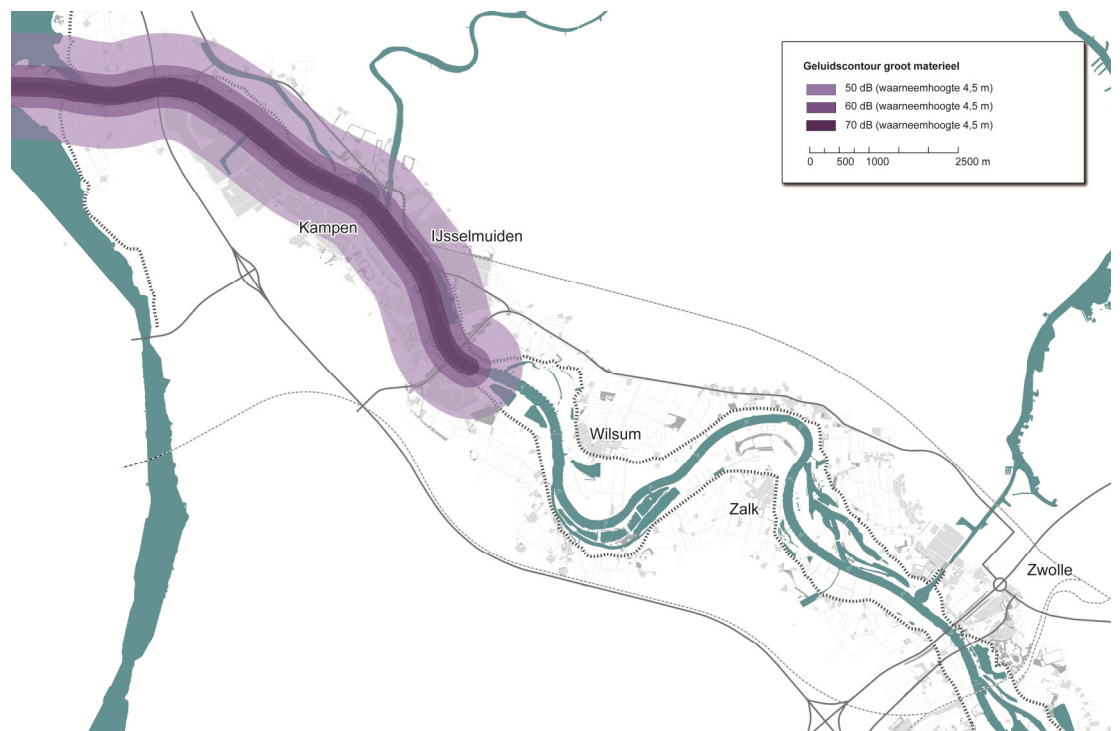 Geluidscontour groot materieel
50 dB (waarneemhoogte 4,5 m)
60 dB (waarneemhoogte 4,5 m)
70 dB (waarneemhoogte 4,5 m)
0 500 1000 2500 m
Kampen
IJsselmuiden
Wilsum
Zalk
Zwolle